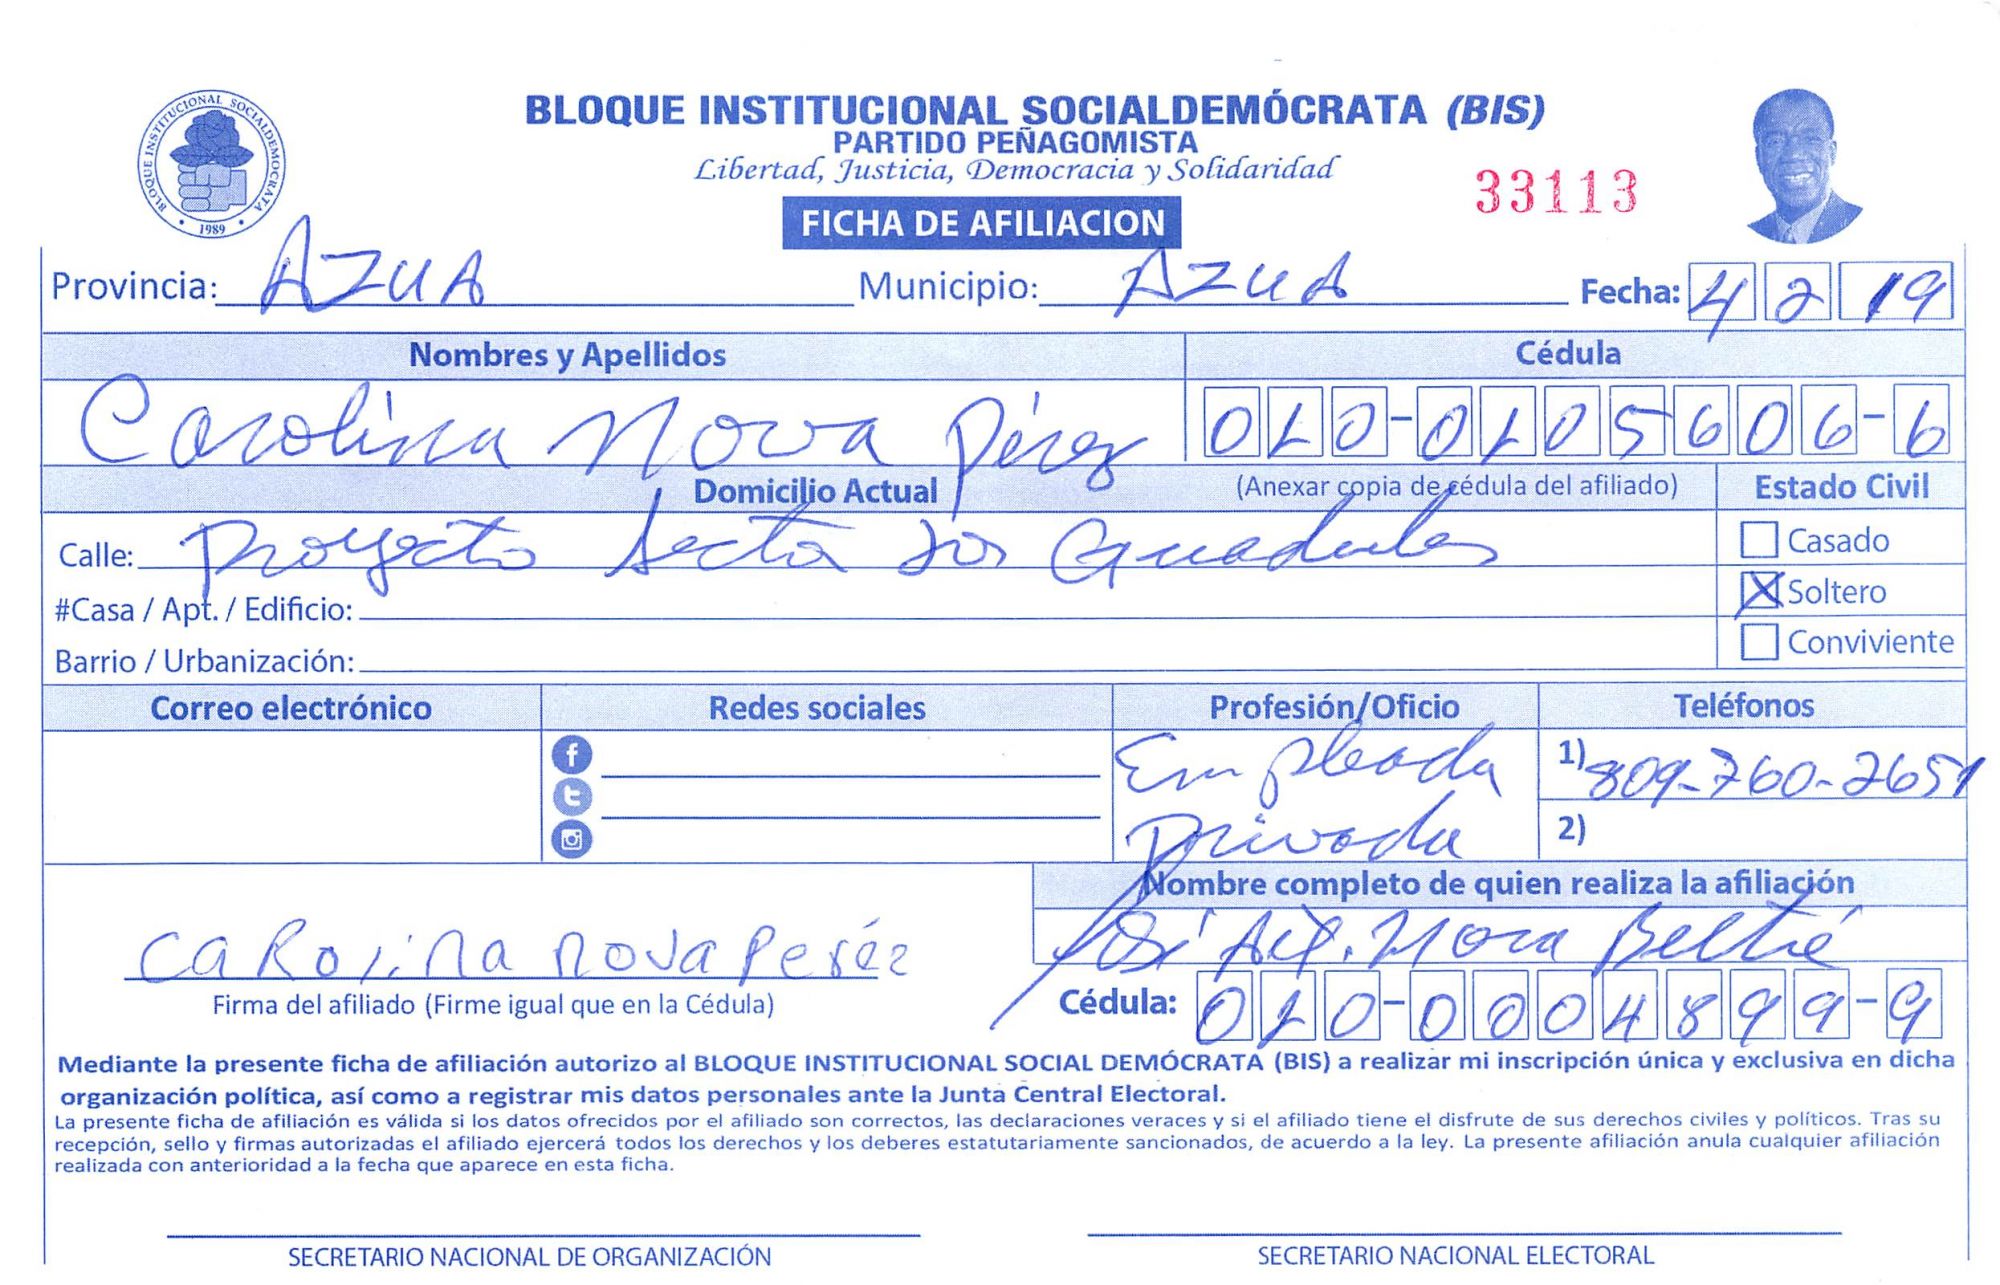 BLOQUE INSTITUCIONAL SOCIALDEMOCRATA
1989
BLOQUE INSTITUCIONAL SOCIALDEMÓCRATA (BIS)
PARTIDO PEÑAGOMISTA
Libertad, Justicia, Democracia y Solidaridad
33113
FICHA DE AFILIACION
Provincia: AZUA Municipio: AZUA Fecha: 4 2 19
Nombres y Apellidos Cédula
Carolina Nova Pérez 010-0105606-6
Domicilio Actual (Anexar copia de cédula del afiliado) Estado Civil
Calle: Proyecto Los Guandules Casado
#Casa / Apt. / Edificio: X Soltero
Barrio / Urbanización: Conviviente
Correo electrónico Redes sociales Profesión/Oficio Teléfonos
Empleada 1) 809-760-2651
Privada 2)
Nombre completo de quien realiza la afiliación
José Alt. Nova Beltré
Carolina nova Peréz
Firma del afiliado (Firme igual que en la Cédula) Cédula: 010-0004899-9
Mediante la presente ficha de afiliación autorizo al BLOQUE INSTITUCIONAL SOCIAL DEMÓCRATA (BIS) a realizar mi inscripción única y exclusiva en dicha
organización política, así como a registrar mis datos personales ante la Junta Central Electoral.
La presente ficha de afiliación es válida si los datos ofrecidos por el afiliado son correctos, las declaraciones veraces y si el afiliado tiene el disfrute de sus derechos civiles y políticos. Tras su
recepción, sello y firmas autorizadas el afiliado ejercerá todos los derechos y los deberes estatutariamente sancionados, de acuerdo a la ley. La presente afiliación anula cualquier afiliación
realizada con anterioridad a la fecha que aparece en esta ficha.
SECRETARIO NACIONAL DE ORGANIZACIÓN SECRETARIO NACIONAL ELECTORAL